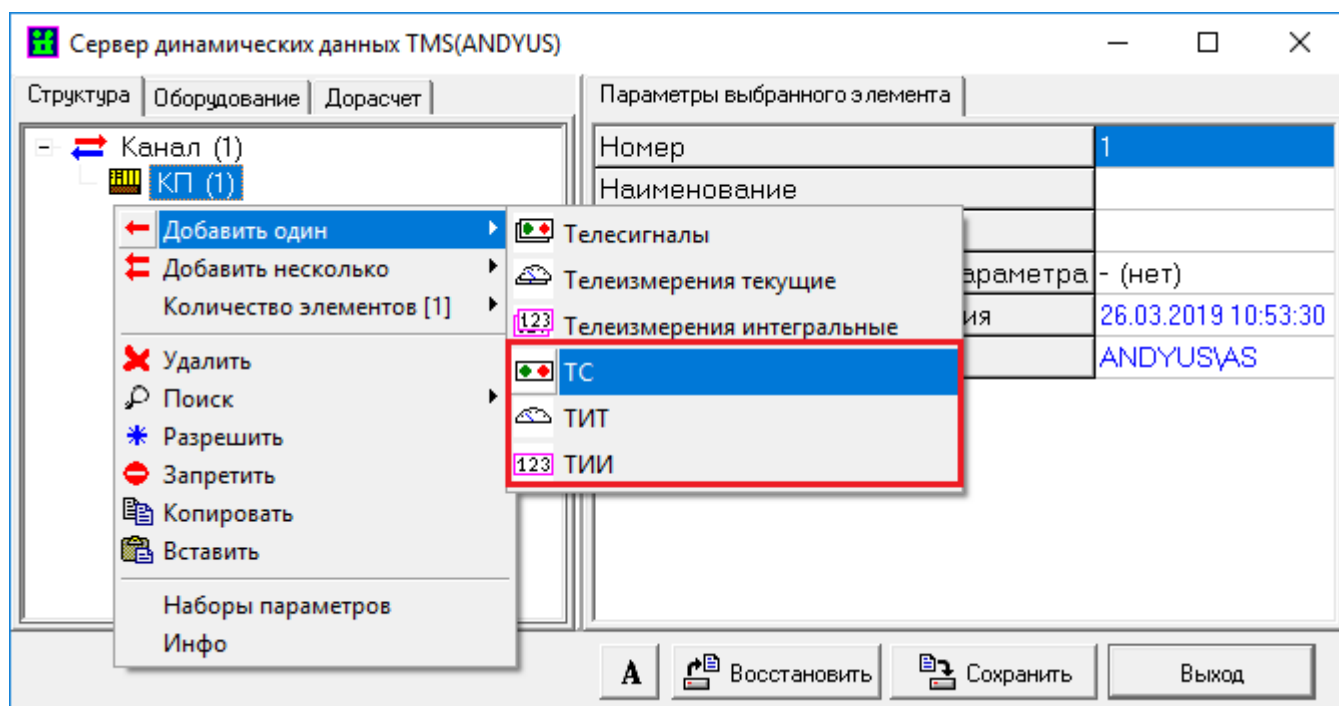 Сервер динамических данных TMS(ANDYUS)
Структура Оборудование Дорасчет
Параметры выбранного элемента
Канал (1)
КП (1)
Номер 1
Наименование
араметра - (нет)
ия 26.03.2019 10:53:30
ANDYUS\AS
Добавить один
Добавить несколько
Количество элементов [1]
Удалить
Поиск
Разрешить
Запретить
Копировать
Вставить
Наборы параметров
Инфо
Телесигналы
Телеизмерения текущие
123 Телеизмерения интегральные
ТС
ТИТ
123 ТИИ
A Восстановить Сохранить Выход